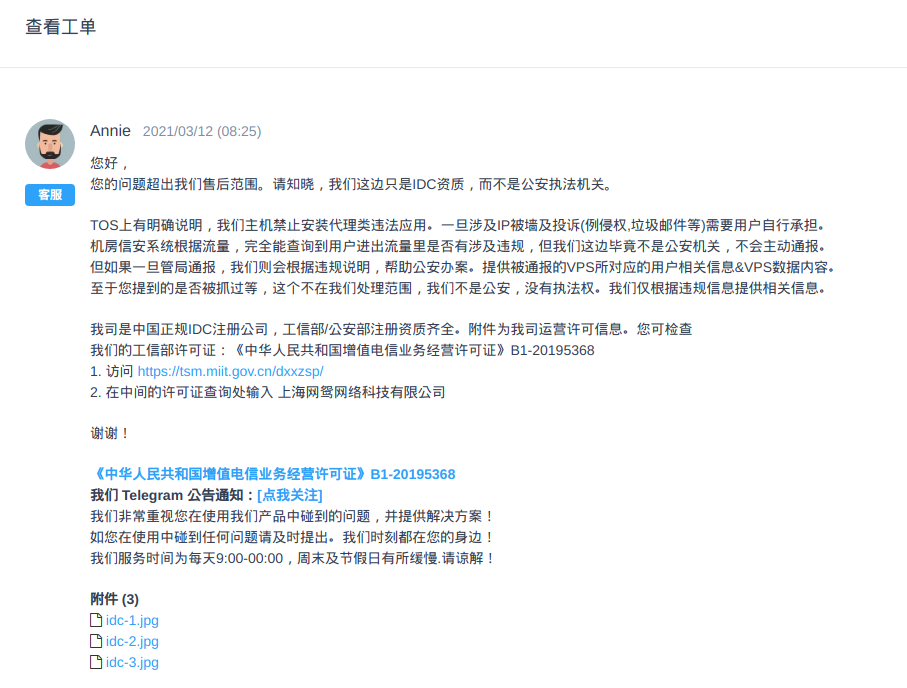 查看工单
Annie 2021/03/12 (08:25)
客服
您好，
您的问题超出我们售后范围。请知晓，我们这边只是IDC资质，而不是公安执法机关。
TOS上有明确说明，我们主机禁止安装代理类违法应用。一旦涉及IP被墙及投诉(例侵权,垃圾邮件等)需要用户自行承担。
机房信安系统根据流量，完全能查询到用户进出流量里是否有涉及违规，但我们这边毕竟不是公安机关，不会主动通报。
但如果一旦管局通报，我们则会根据违规说明，帮助公安办案。提供被通报的VPS所对应的用户相关信息&VPS数据内容。
至于您提到的是否被抓过等，这个不在我们处理范围，我们不是公安，没有执法权。我们仅根据违规信息提供相关信息。
我司是中国正规IDC注册公司，工信部/公安部注册资质齐全。附件为我司运营许可信息。您可检查
我们的工信部许可证：《中华人民共和国增值电信业务经营许可证》B1-20195368
1. 访问 https://tsm.miit.gov.cn/dxxzsp/
2. 在中间的许可证查询处输入 上海网鸳网络科技有限公司
谢谢！
《中华人民共和国增值电信业务经营许可证》B1-20195368
我们 Telegram 公告通知：[点我关注]
我们非常重视您在使用我们产品中碰到的问题，并提供解决方案！
如您在使用中碰到任何问题请及时提出。我们时刻都在您的身边！
我们服务时间为每天9:00-00:00，周末及节假日有所缓慢.请谅解！
附件 (3)
idc-1.jpg
idc-2.jpg
idc-3.jpg